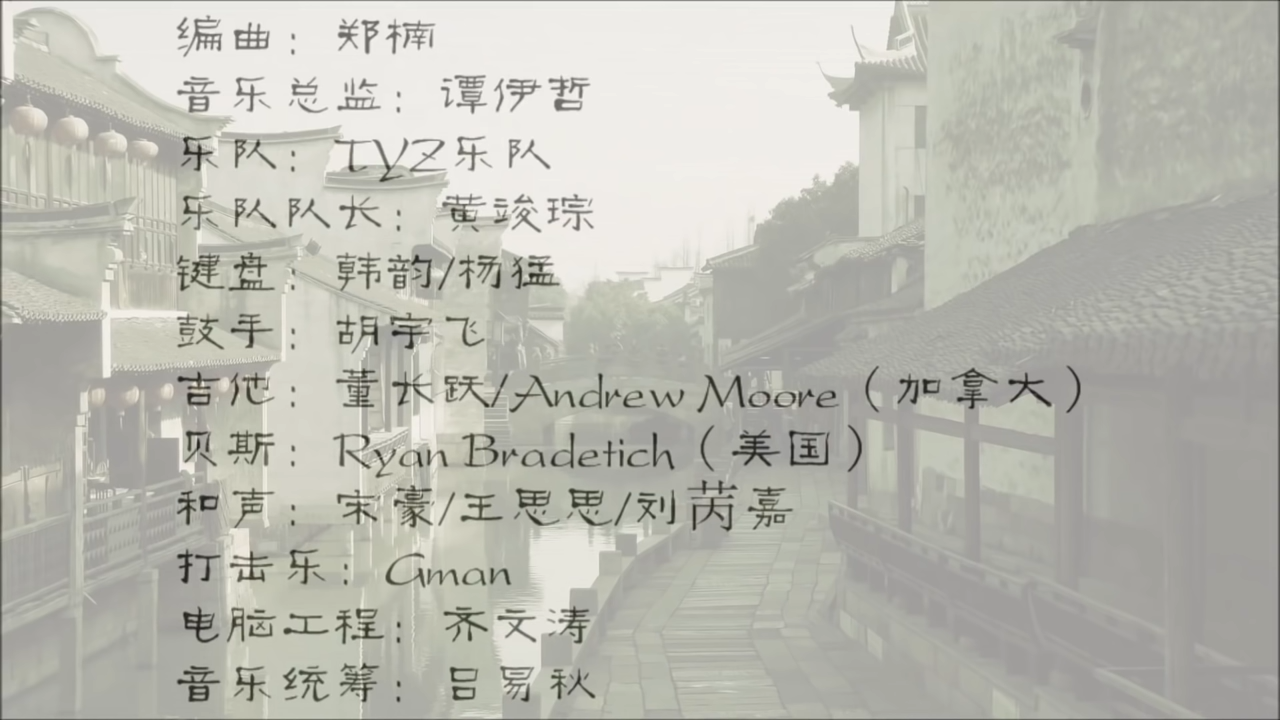 编曲：郑楠
音乐总监：谭伊哲
乐队：TYZ乐队
乐队队长：黄竣琮
键盘：韩韵/杨猛
鼓手：胡宇飞
吉他：董长跃/Andrew Moore（加拿大）
贝斯：Ryan Bradetich（美国）
和声：宋豪/王思思/刘芮嘉
打击乐：Gman
电脑工程：齐文涛
音乐统筹：吕易秋